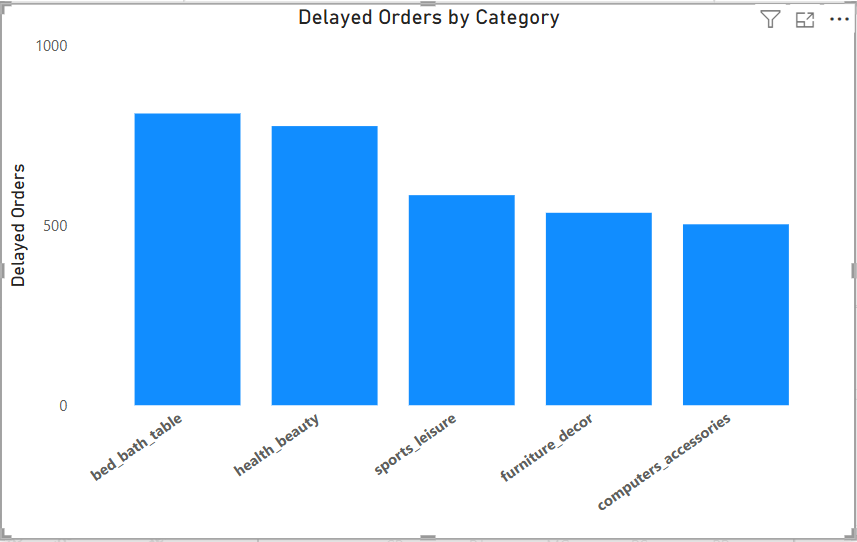 Delayed Orders by Category
1000
500
0
Delayed Orders
bed_bath_table
health_beauty
sports_leisure
furniture_decor
computers_accessories